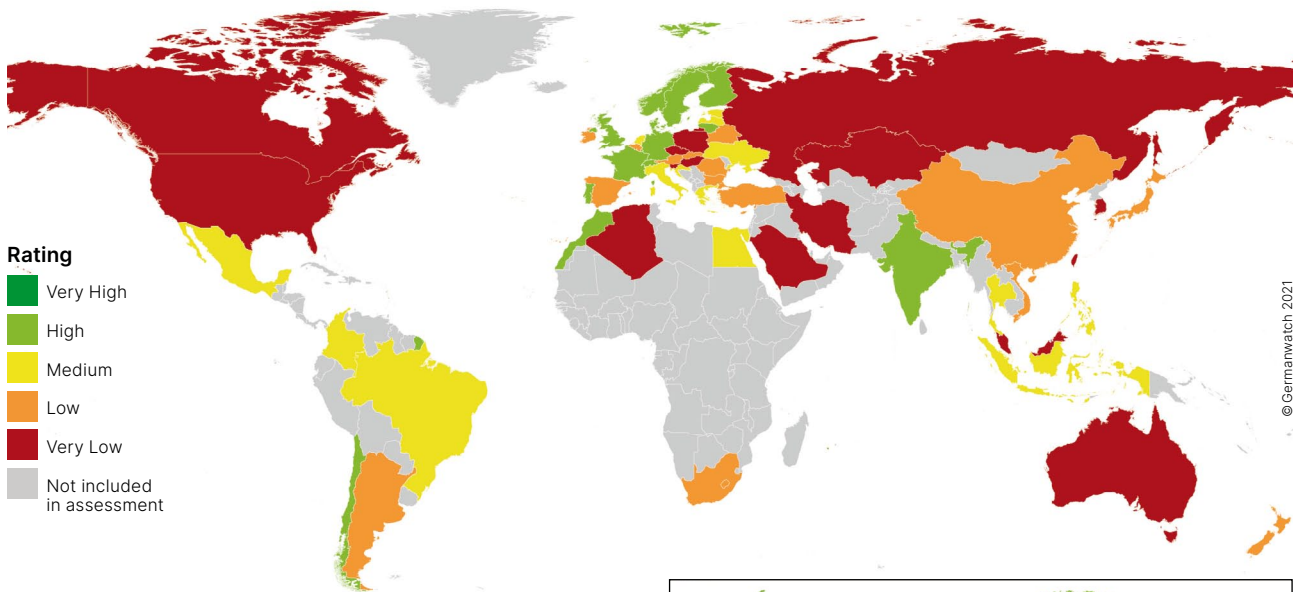 Rating
Very High
High
Medium
Low
Very Low
Not included
in assessment
© Germanwatch 2021